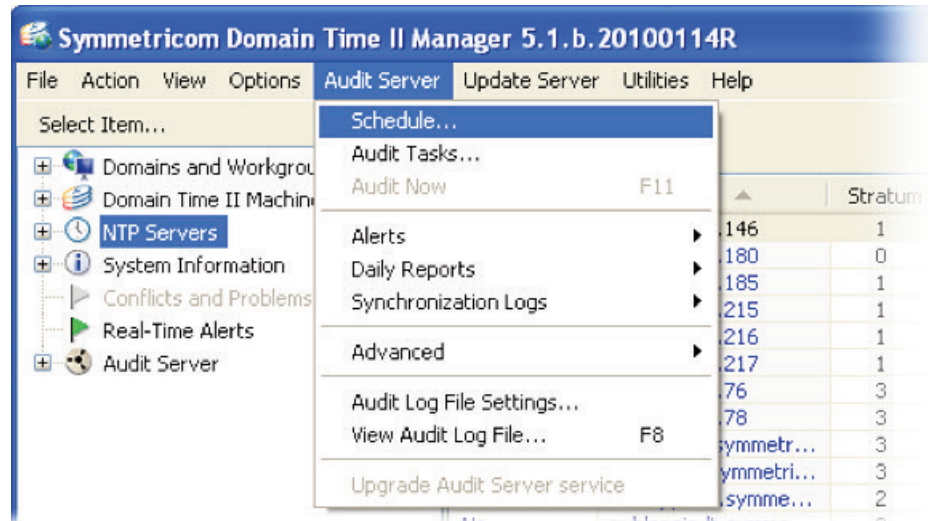 Symmetricom Domain Time II Manager 5.1.b.20100114R
File Action View Options Audit Server Update Server Utilities Help
Select Item...
Schedule...
Audit Tasks...
Audit Now F11
Alerts
Daily Reports
Synchronization Logs
Advanced
Audit Log File Settings...
View Audit Log File... F8
Upgrade Audit Server service
Domains and Workgrou
Domain Time II Machin
NTP Servers
System Information
Conflicts and Problems
Real-Time Alerts
Audit Server
Stratum
.146 1
.180 0
.185 1
.215 1
.216 1
.217 1
.76 3
.78 3
symmetr... 3
ymmetri... 3
.symme... 2